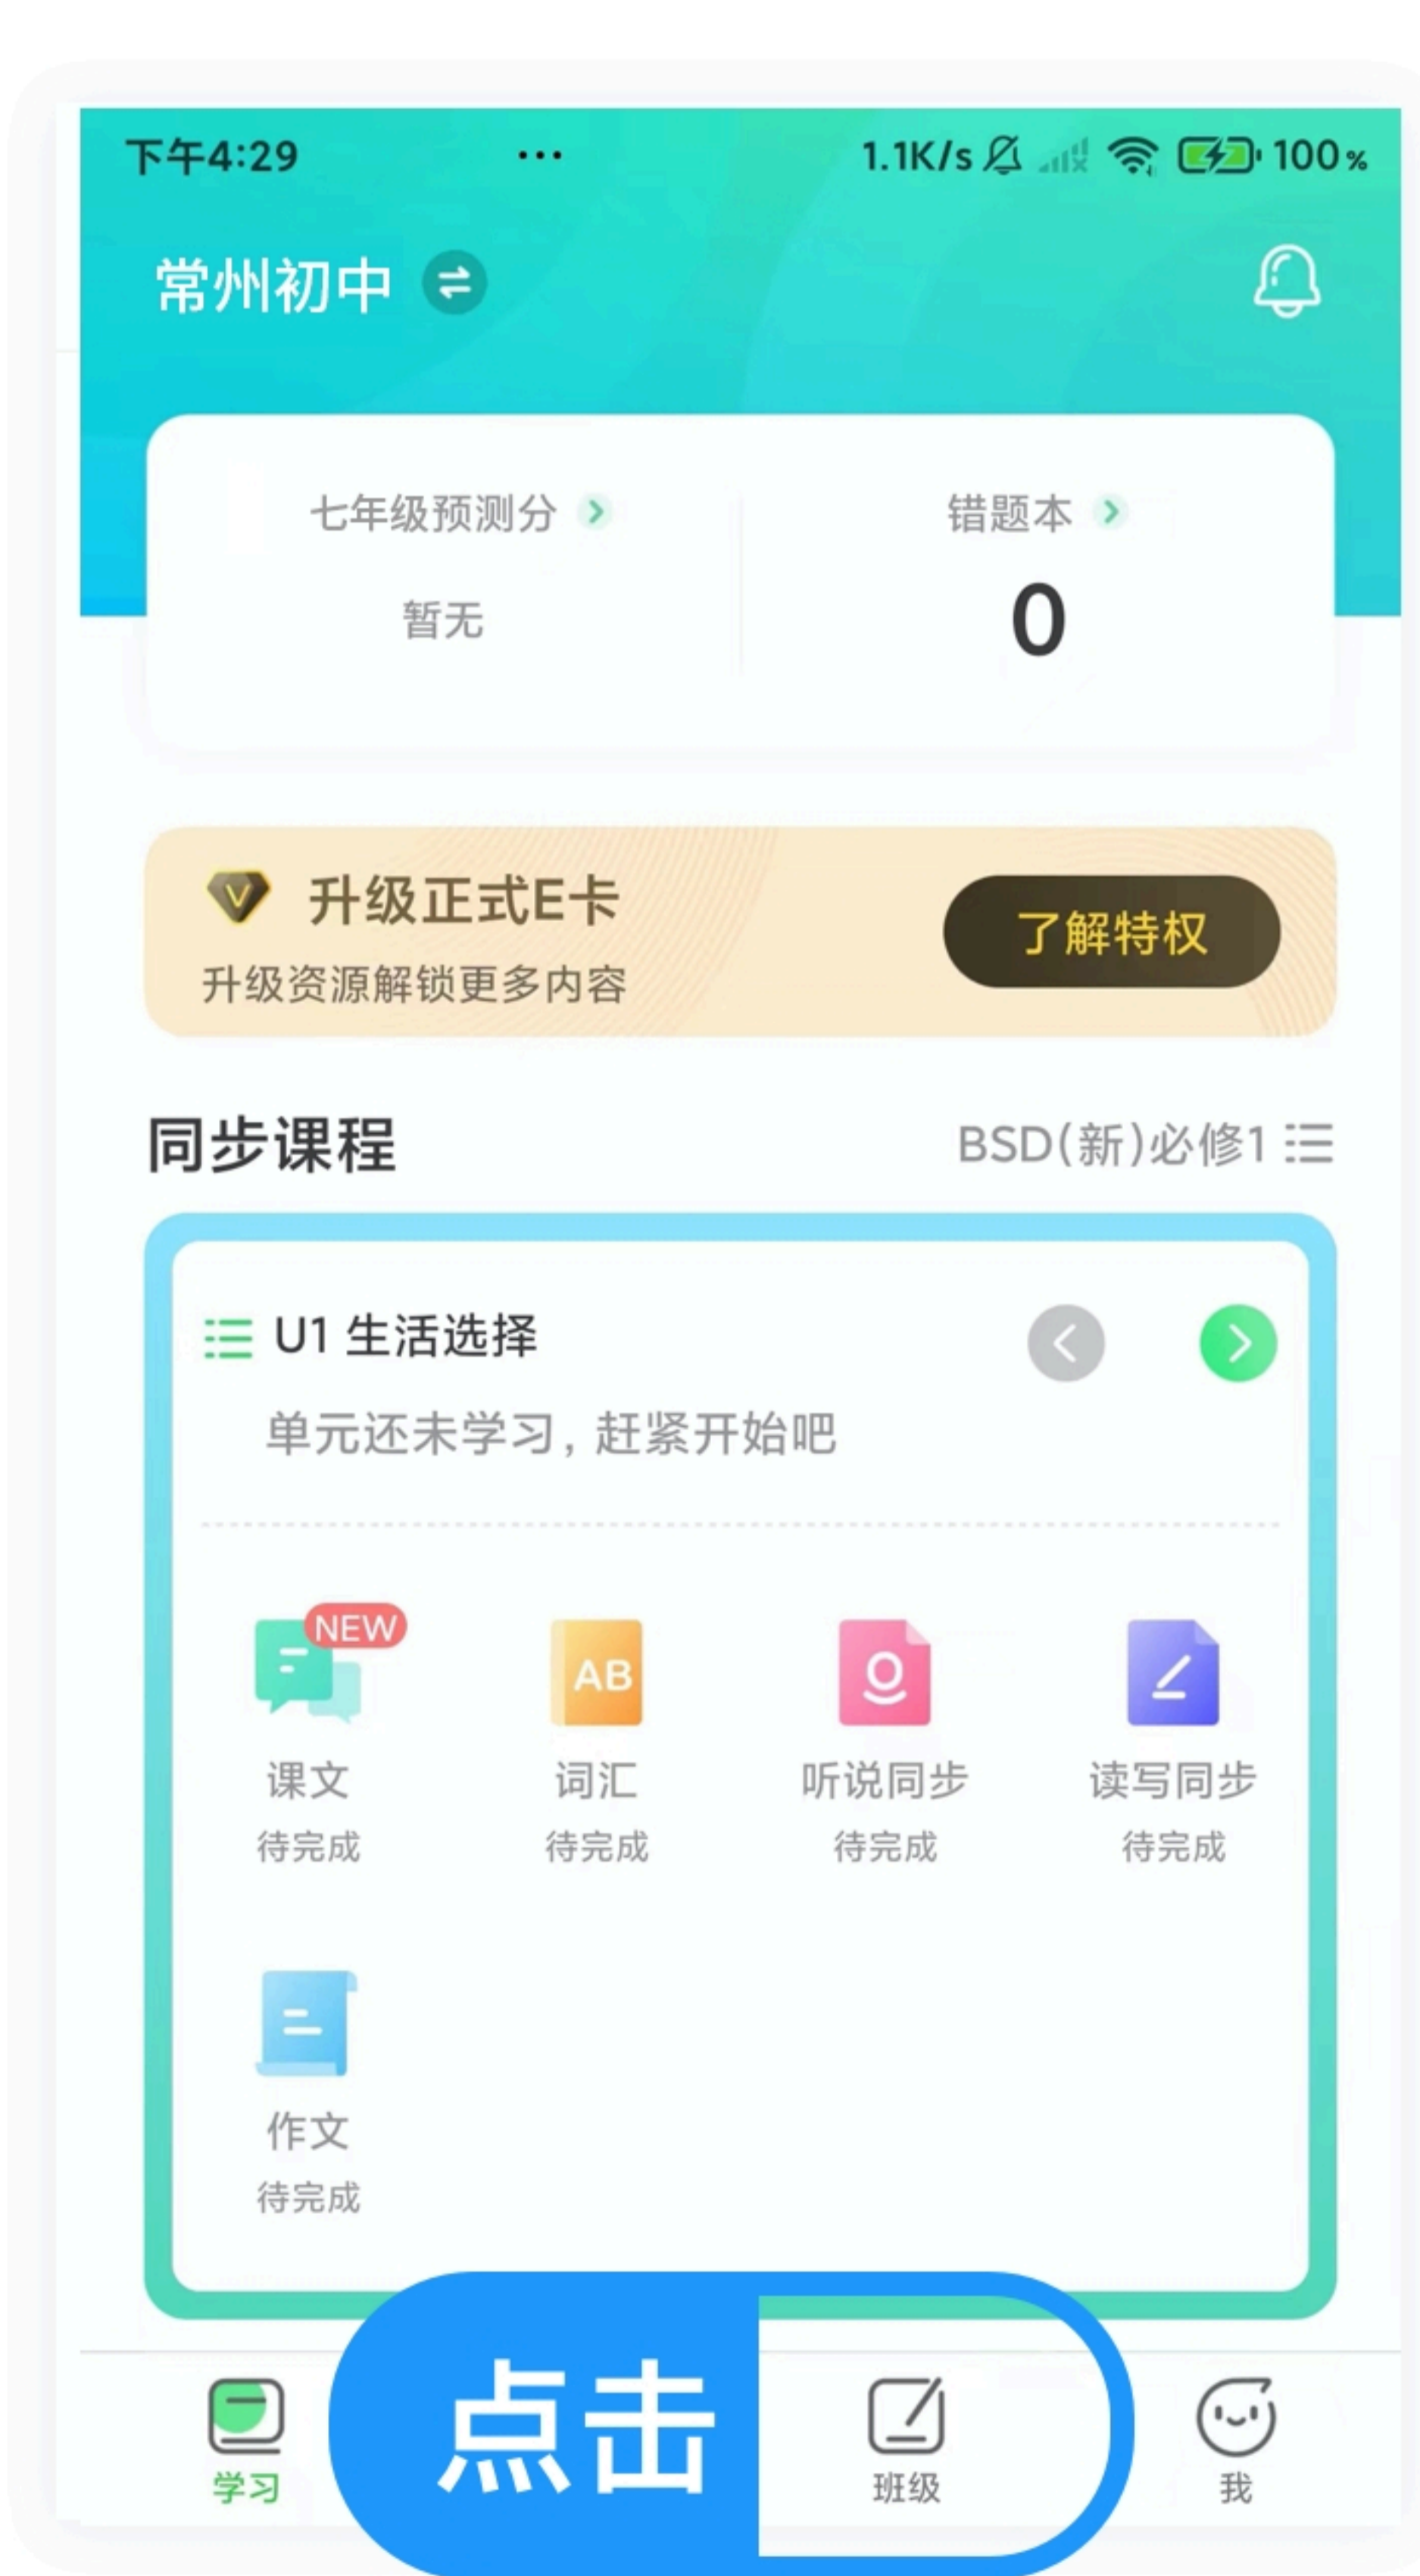 下午4:29 ... 1.1K/s 100%
常州初中
七年级预测分 错题本
暂无 0
升级正式E卡
了解特权
升级资源解锁更多内容
同步课程 BSD(新)必修1
U1 生活选择
单元还未学习，赶紧开始吧
NEW
AB
课文 词汇 听说同步 读写同步
待完成 待完成 待完成 待完成
作文
待完成
点击
学习 班级 我